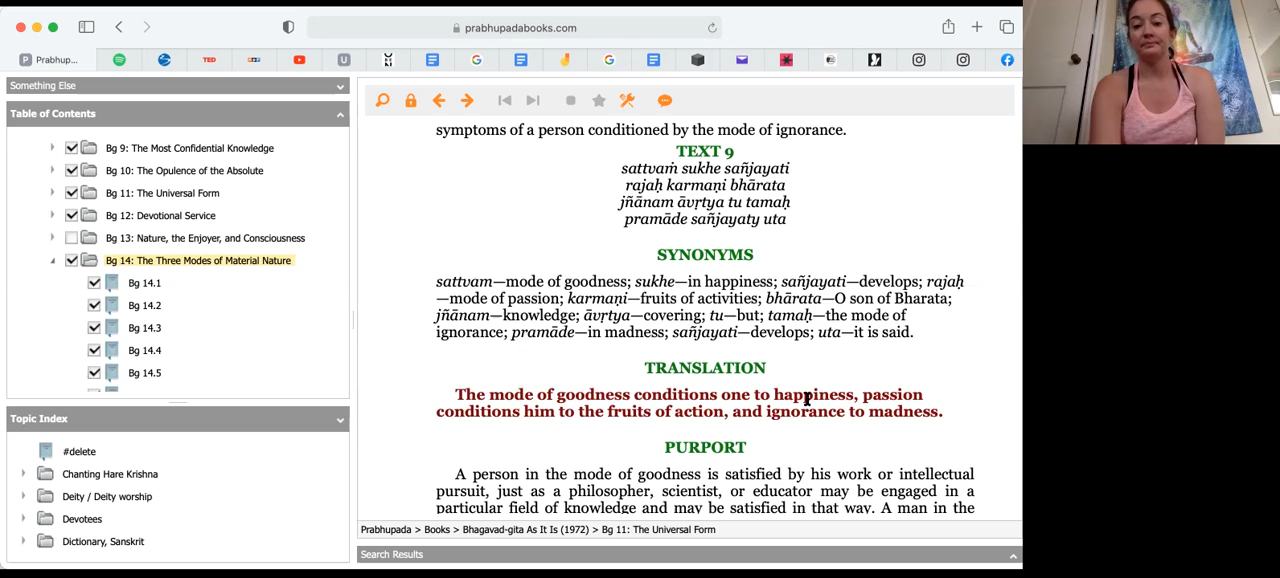 prabhupadabooks.com
Prabhup...
TED
U
Something Else
Table of Contents
Bg 9: The Most Confidential Knowledge
Bg 10: The Opulence of the Absolute
Bg 11: The Universal Form
Bg 12: Devotional Service
Bg 13: Nature, the Enjoyer, and Consciousness
Bg 14: The Three Modes of Material Nature
Bg 14.1
Bg 14.2
Bg 14.3
Bg 14.4
Bg 14.5
Topic Index
#delete
Chanting Hare Krishna
Deity / Deity worship
Devotees
Dictionary, Sanskrit
symptoms of a person conditioned by the mode of ignorance.
TEXT 9
sattvaṁ sukhe sañjayati
rajaḥ karmaṇi bhārata
jñānam āvṛtya tu tamaḥ
pramāde sañjayaty uta
SYNONYMS
sattvam—mode of goodness; sukhe—in happiness; sañjayati—develops; rajaḥ
—mode of passion; karmaṇi—fruits of activities; bhārata—O son of Bharata;
jñānam—knowledge; āvṛtya—covering; tu—but; tamaḥ—the mode of
ignorance; pramāde—in madness; sañjayati—develops; uta—it is said.
TRANSLATION
The mode of goodness conditions one to happiness, passion
conditions him to the fruits of action, and ignorance to madness.
PURPORT
A person in the mode of goodness is satisfied by his work or intellectual
pursuit, just as a philosopher, scientist, or educator may be engaged in a
particular field of knowledge and may be satisfied in that way. A man in the
Prabhupada > Books > Bhagavad-gita As It Is (1972) > Bg 11: The Universal Form
Search Results